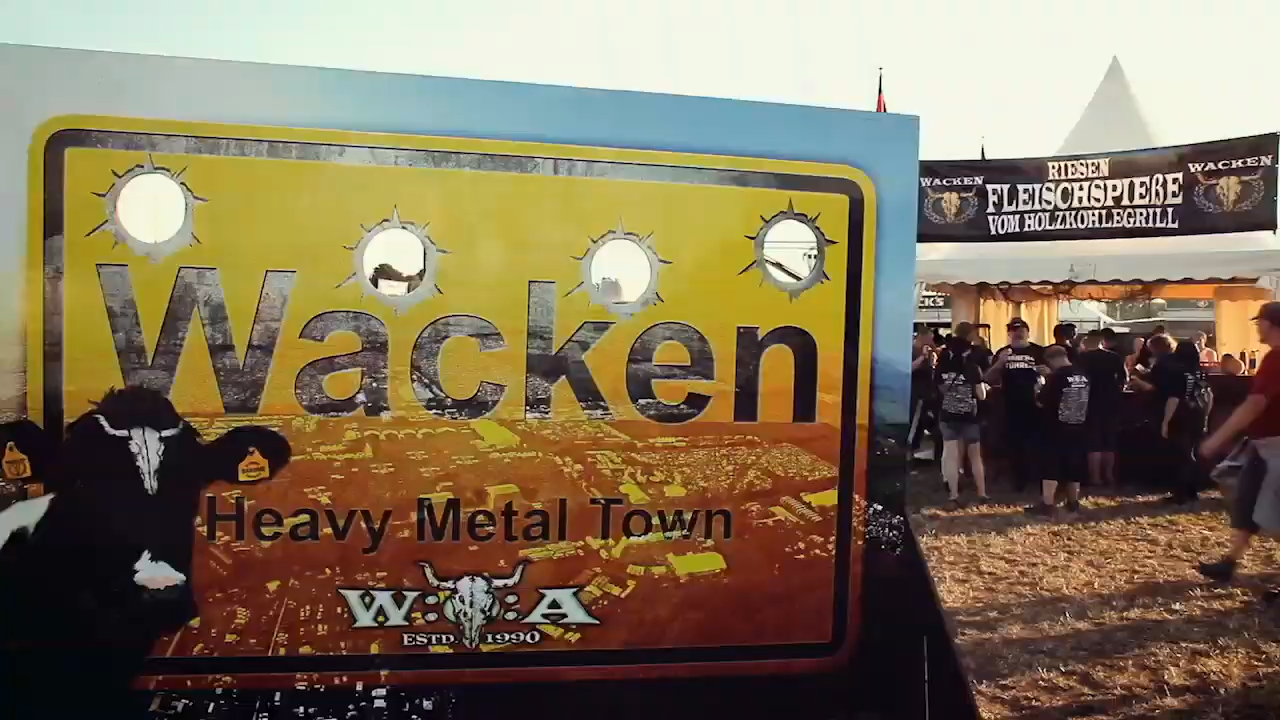 Wacken
Heavy Metal Town
W:O:A
ESTD. 1990
WACKEN
RIESEN
FLEISCHSPIEßE
VOM HOLZKOHLEGRILL
WACKEN